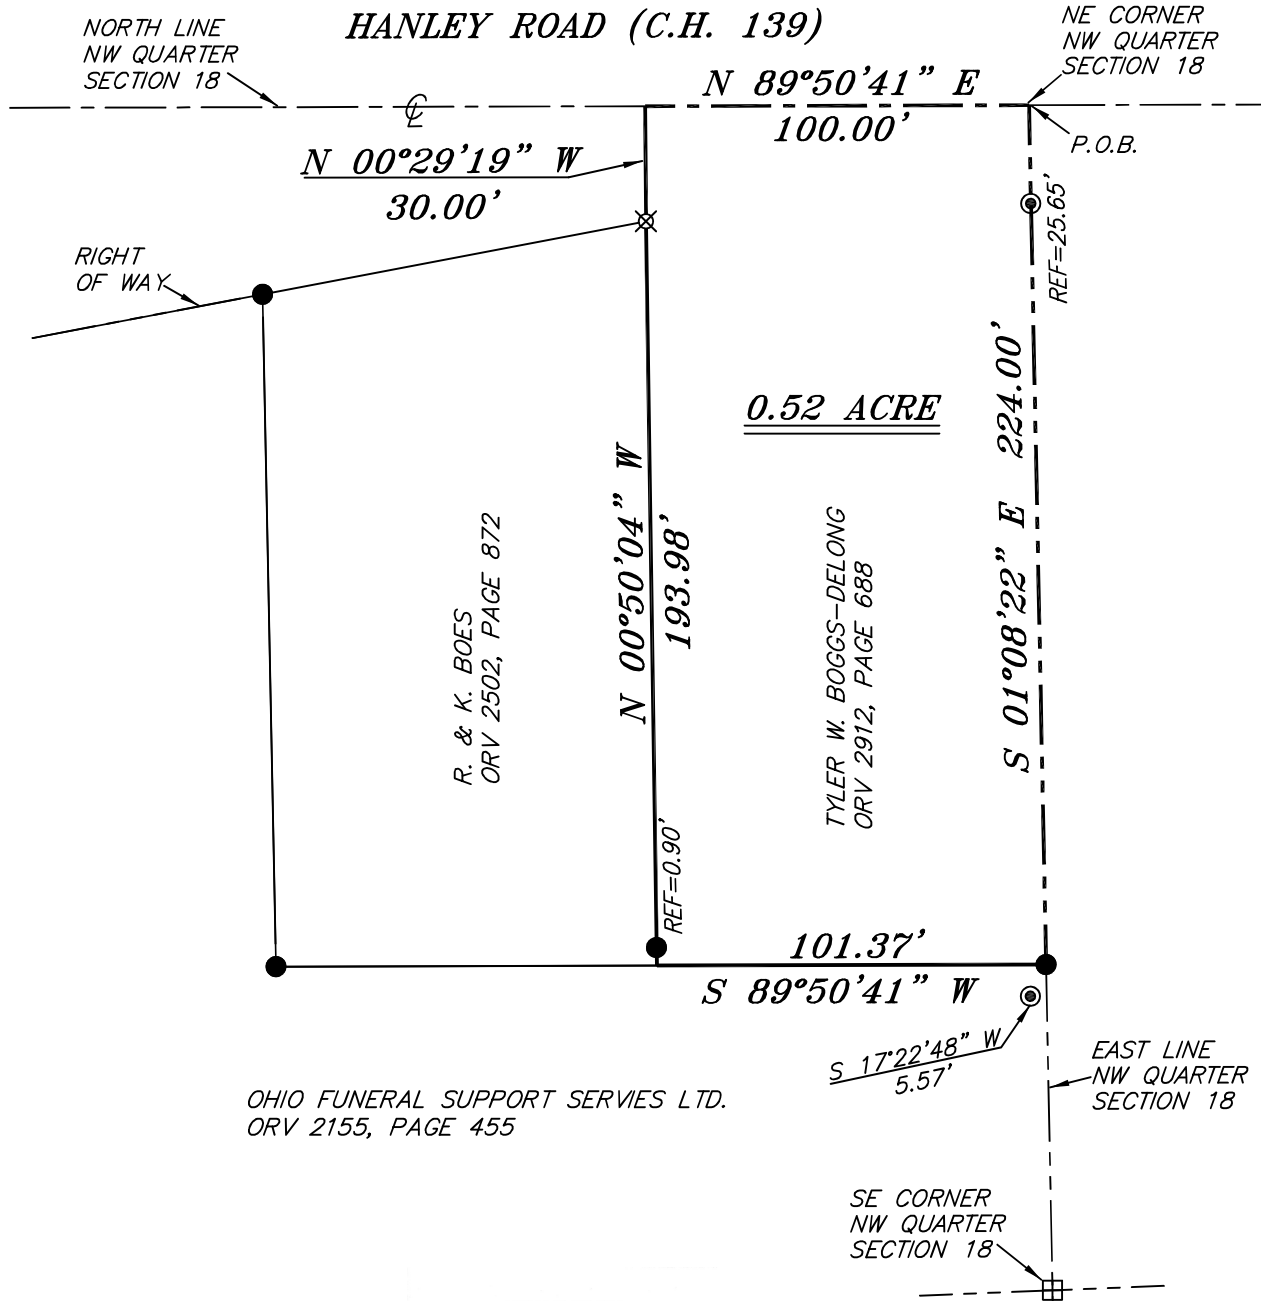 HANLEY ROAD (C.H. 139)
NORTH LINE
NW QUARTER
SECTION 18
NE CORNER
NW QUARTER
SECTION 18
N 89°50'41" E
100.00'
P.O.B.
N 00°29'19" W
30.00'
REF=25.65'
RIGHT
OF WAY
0.52 ACRE
S 01°08'22" E 224.00'
N 00°50'04" W
193.98'
R. & K. BOES
ORV 2502, PAGE 872
TYLER W. BOGGS-DELONG
ORV 2912, PAGE 688
REF=0.90'
101.37'
S 89°50'41" W
S 17°22'48" W
5.57'
EAST LINE
NW QUARTER
SECTION 18
OHIO FUNERAL SUPPORT SERVIES LTD.
ORV 2155, PAGE 455
SE CORNER
NW QUARTER
SECTION 18